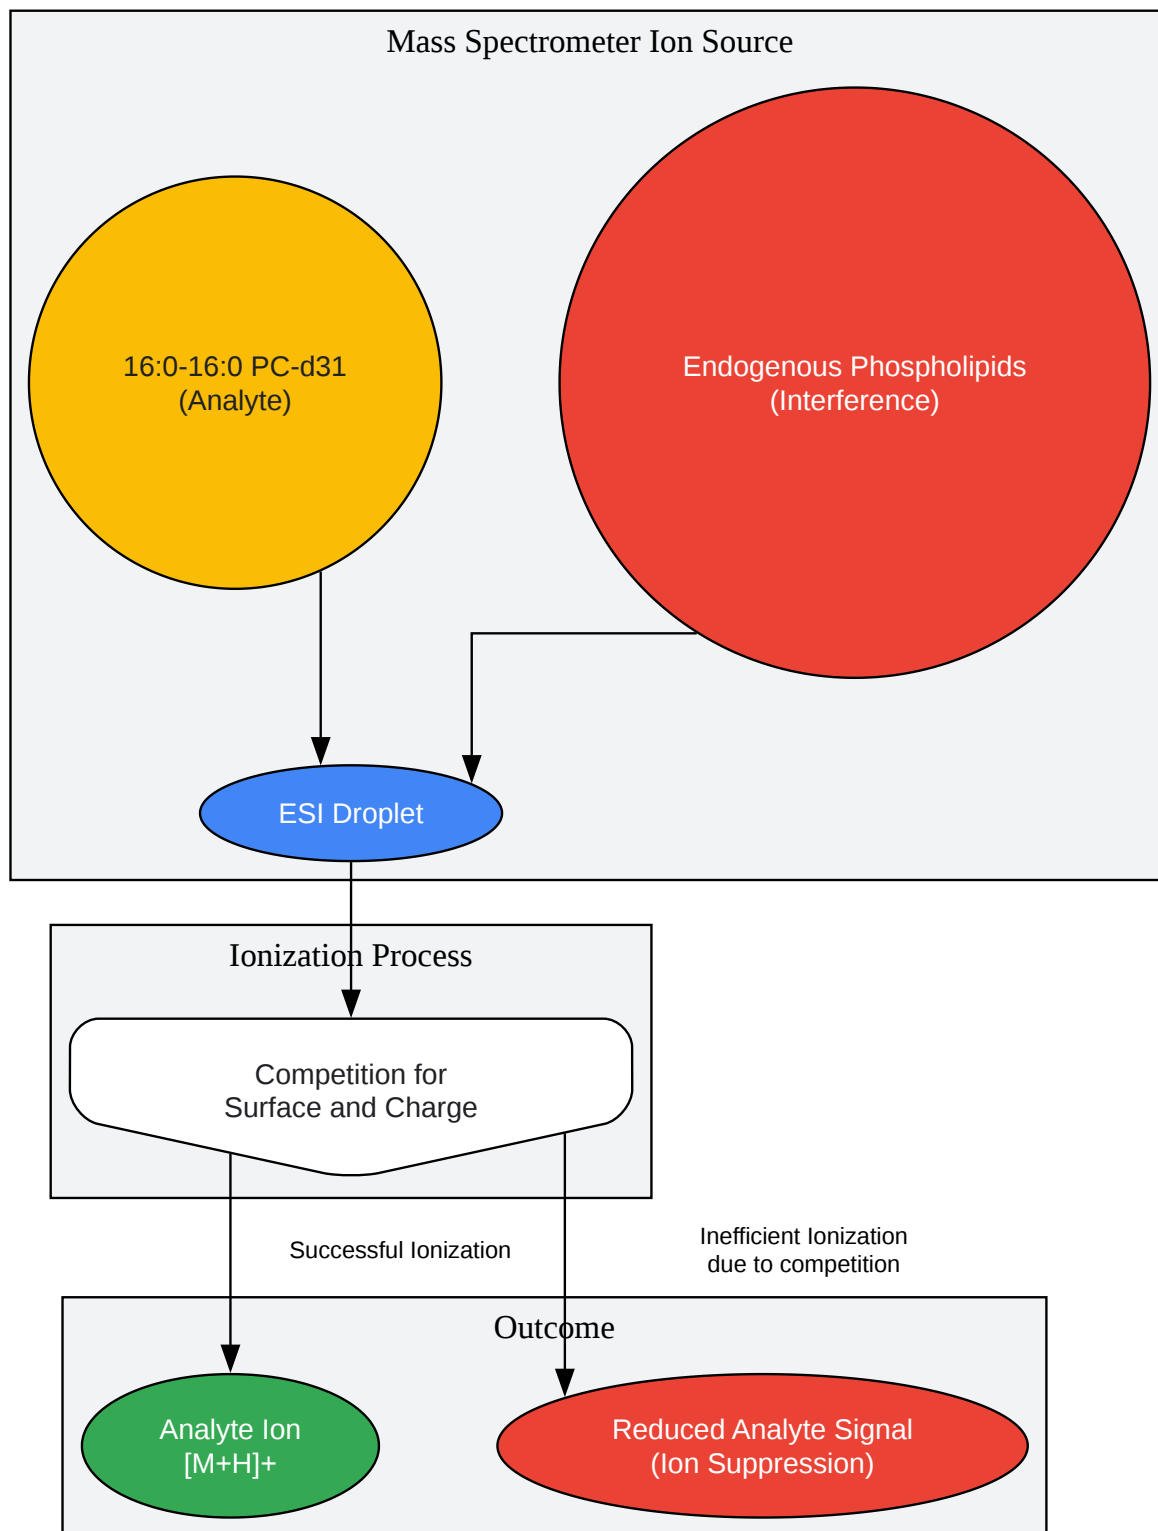 Mass Spectrometer Ion Source
16:0-16:0 PC-d31
(Analyte)
Endogenous Phospholipids
(Interference)
ESI Droplet
Ionization Process
Competition for
Surface and Charge
Successful Ionization
Inefficient Ionization
due to competition
Outcome
Analyte Ion
[M+H]+
Reduced Analyte Signal
(Ion Suppression)